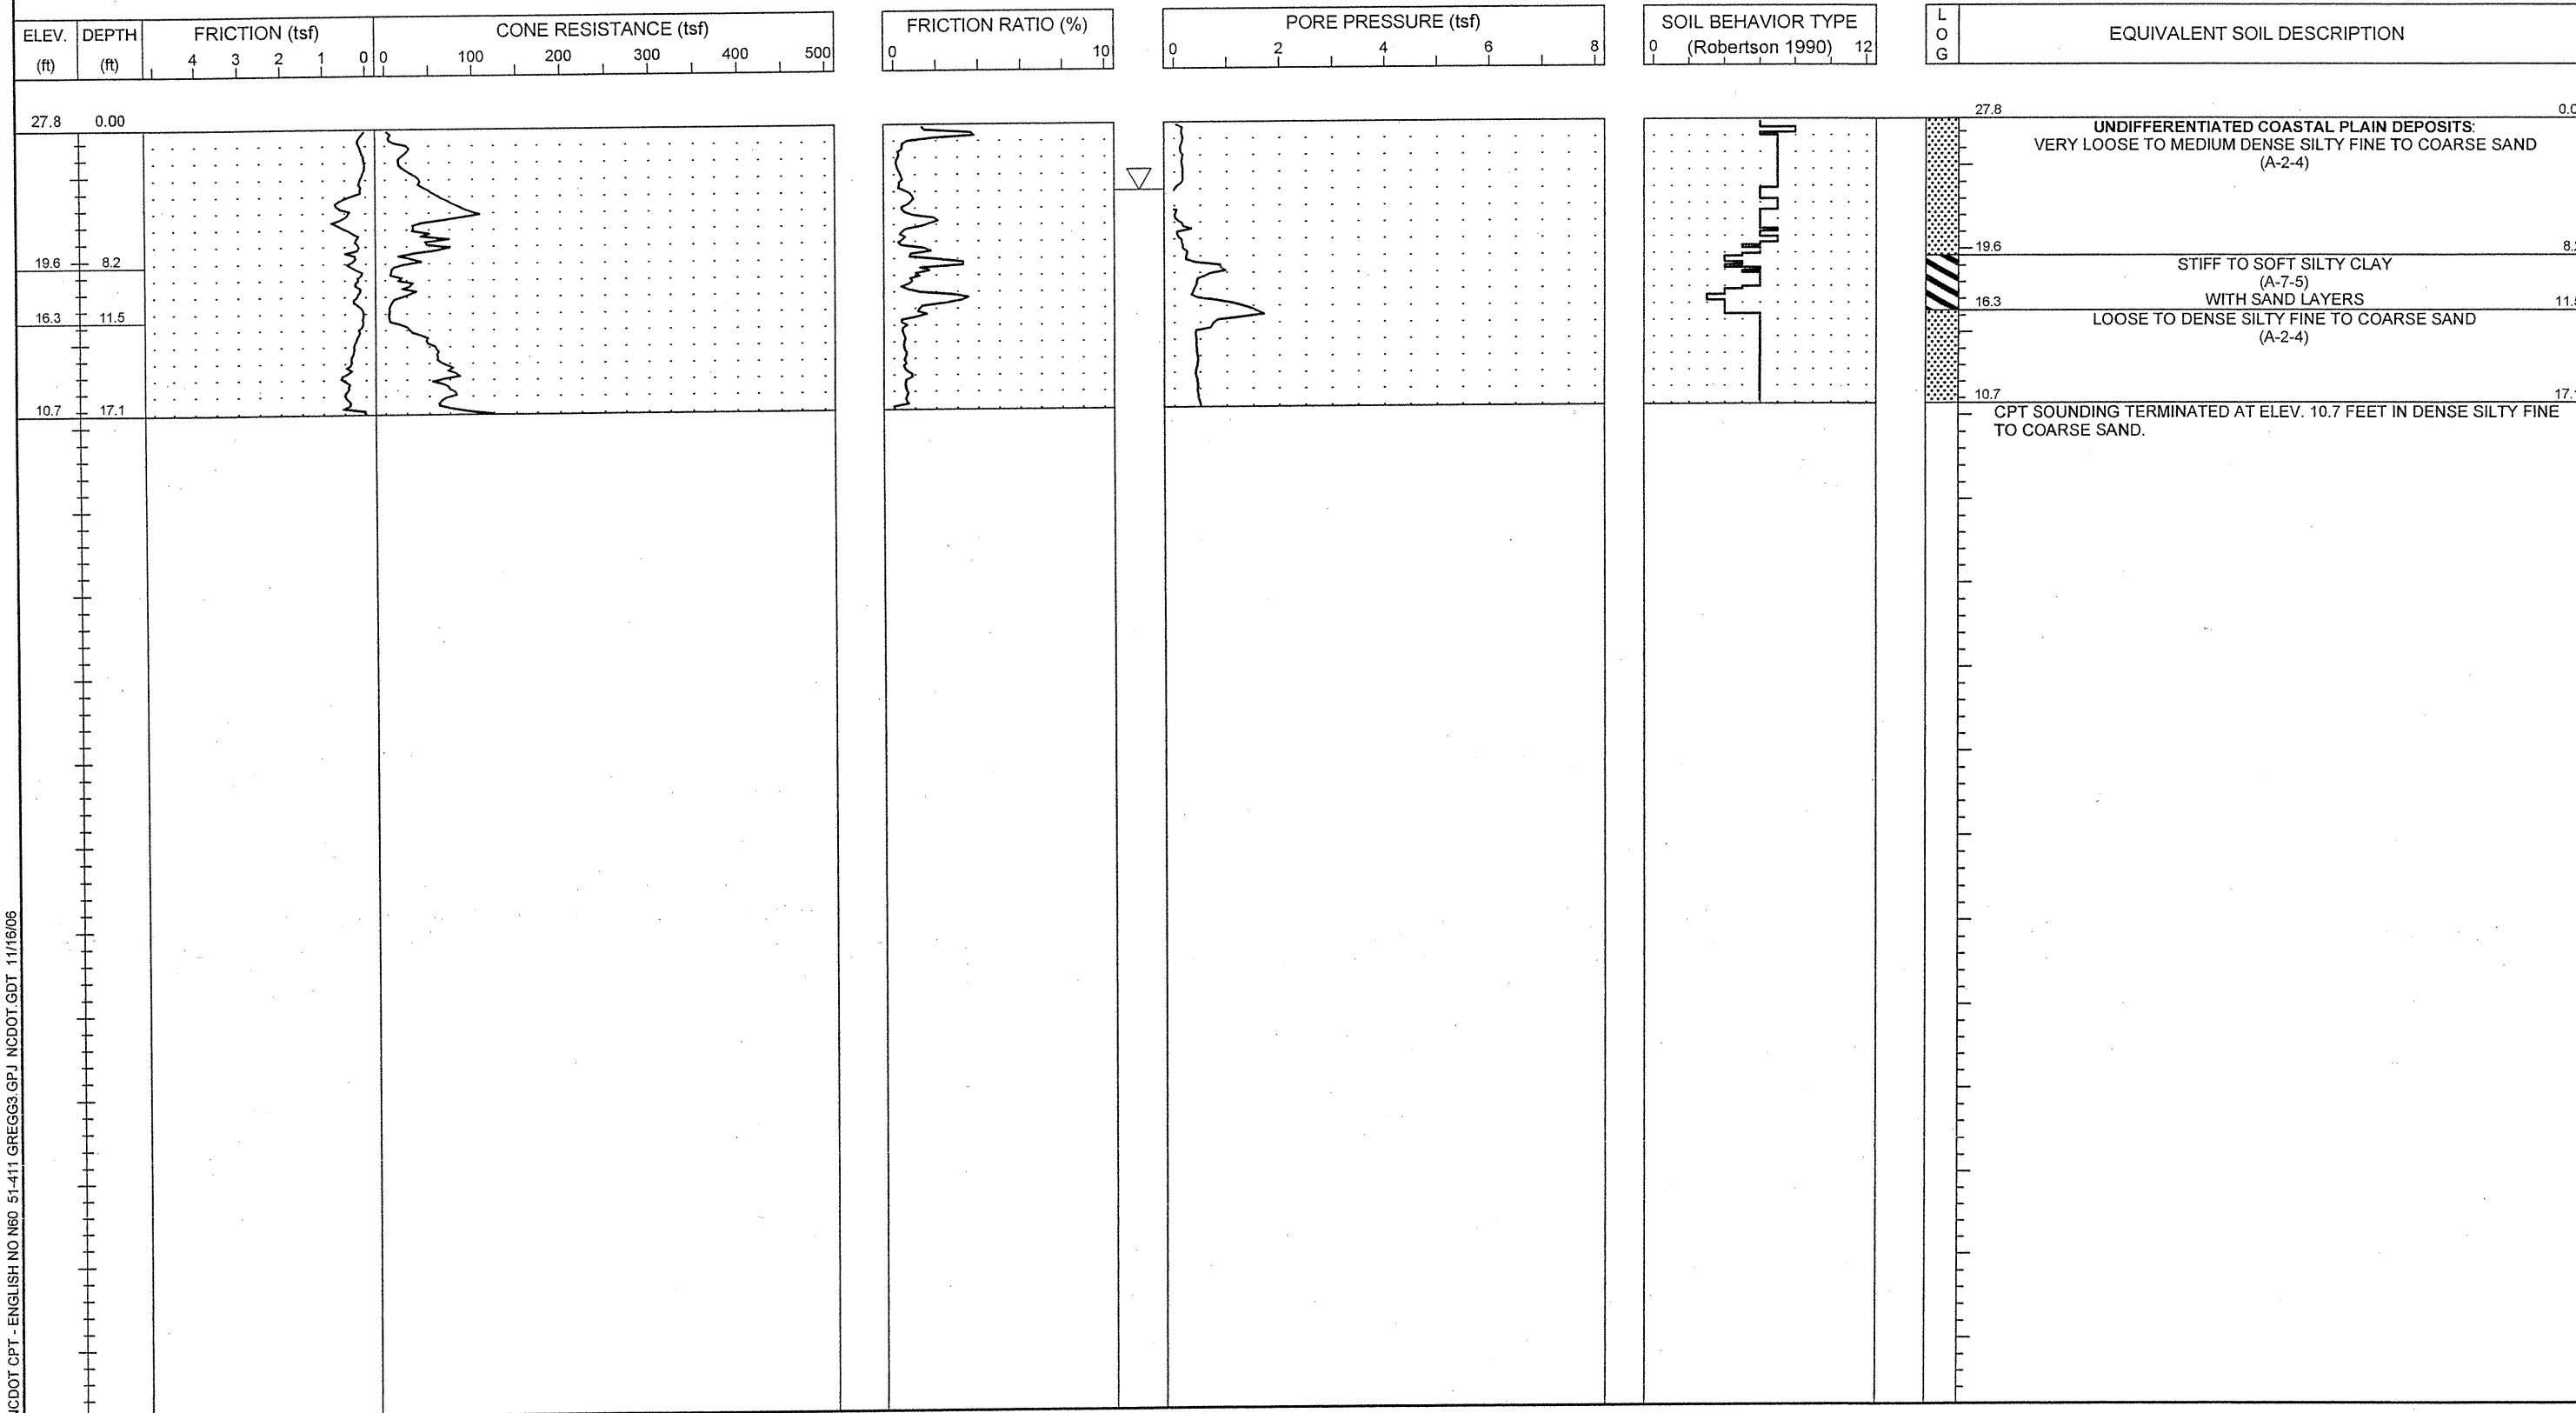 ELEV.
(ft)
DEPTH
(ft)
FRICTION (tsf)
4 3 2 1 0
CONE RESISTANCE (tsf)
0 100 200 300 400 500
FRICTION RATIO (%)
0 10
PORE PRESSURE (tsf)
0 2 4 6 8
SOIL BEHAVIOR TYPE
(Robertson 1990)
0 12
L
O
G
EQUIVALENT SOIL DESCRIPTION
27.8 0.00
19.6 8.2
16.3 11.5
10.7 17.1
27.8 0.0
UNDIFFERENTIATED COASTAL PLAIN DEPOSITS:
VERY LOOSE TO MEDIUM DENSE SILTY FINE TO COARSE SAND
(A-2-4)
19.6
STIFF TO SOFT SILTY CLAY
(A-7-5)
WITH SAND LAYERS
16.3
LOOSE TO DENSE SILTY FINE TO COARSE SAND
(A-2-4)
10.7
CPT SOUNDING TERMINATED AT ELEV. 10.7 FEET IN DENSE SILTY FINE
TO COARSE SAND.
NCDOT CPT - ENGLISH NO N60 51-411 GREGG3.GPJ NCDOT.GDT 11/16/06